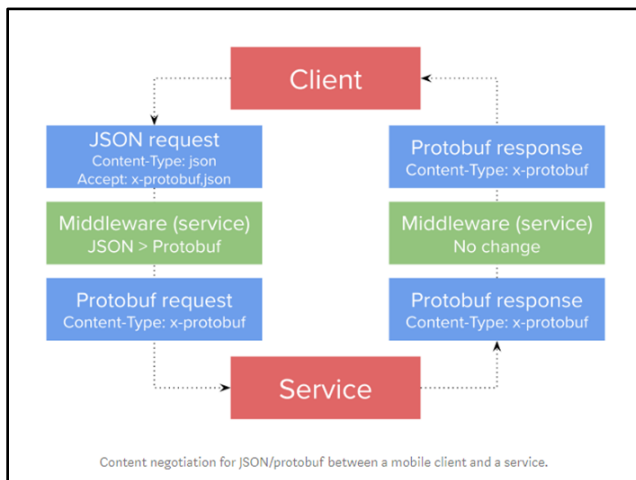 Client
JSON request
Content-Type: json
Accept: x-protobuf,json
Middleware (service)
JSON > Protobuf
Protobuf request
Content-Type: x-protobuf
Service
Protobuf response
Content-Type: x-protobuf
Middleware (service)
No change
Protobuf response
Content-Type: x-protobuf
Content negotiation for JSON/protobuf between a mobile client and a service.